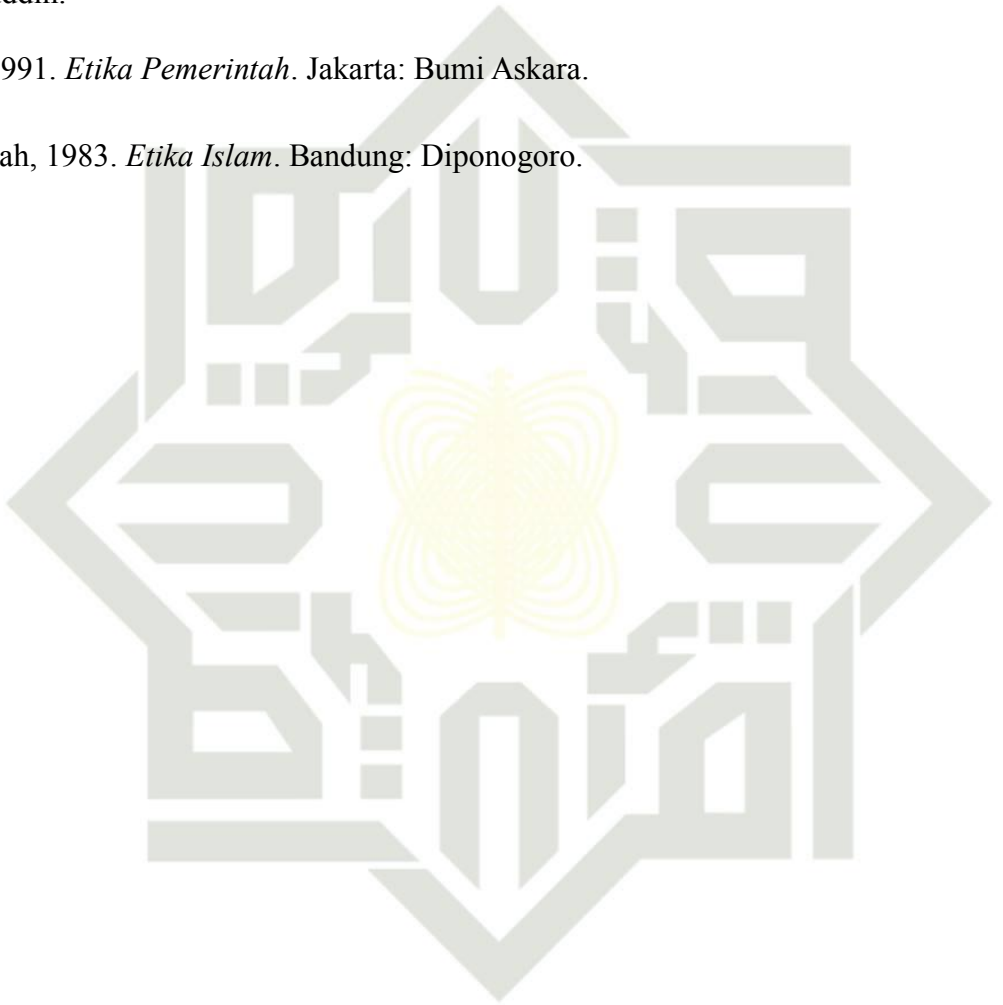 uddin.
991. Etika Pemerintah. Jakarta: Bumi Askara.
ah, 1983. Etika Islam. Bandung: Diponogoro.